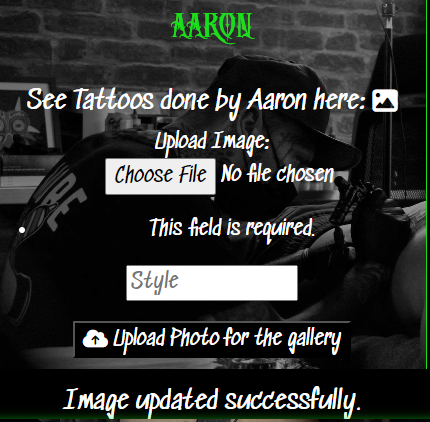 AARON
See Tattoos done by Aaron here:
Upload Image:
Choose File No file chosen
This field is required.
Style
Upload Photo for the gallery
Image updated successfully.